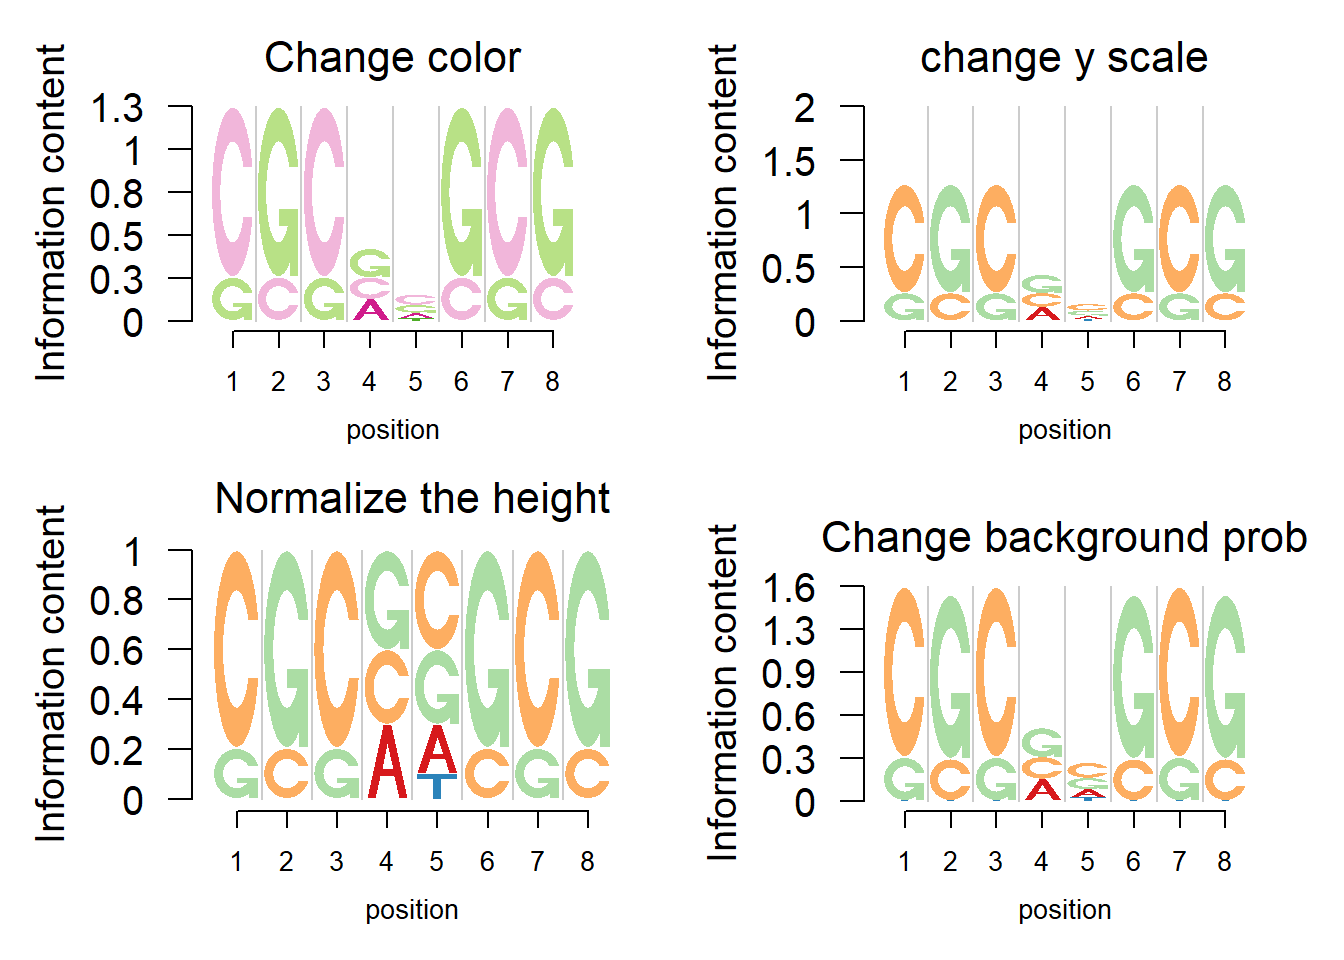 Change color
Information content
1.3
1
0.8
0.5
0.3
0
C G C G C G C G
G C G C G C G C
A A
1 2 3 4 5 6 7 8
position
change y scale
Information content
2
1.5
1
0.5
0
C G C G C G C G
G C G C G C G C
A A
1 2 3 4 5 6 7 8
position
Normalize the height
Information content
1
0.8
0.6
0.4
0.2
0
C G C G C G C G
G C G C G C G C
A A
T
1 2 3 4 5 6 7 8
position
Change background prob
Information content
1.6
1.3
0.9
0.6
0.3
0
C G C G C G C G
G C G C G C G C
A A
1 2 3 4 5 6 7 8
position